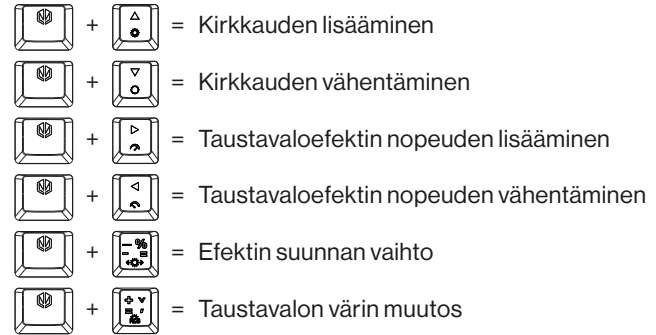 + = Kirkkauden lisääminen
+ = Kirkkauden vähentäminen
+ = Taustavaloefektin nopeuden lisääminen
+ = Taustavaloefektin nopeuden vähentäminen
+ = Efektin suunnan vaihto
+ = Taustavalon värin muutos